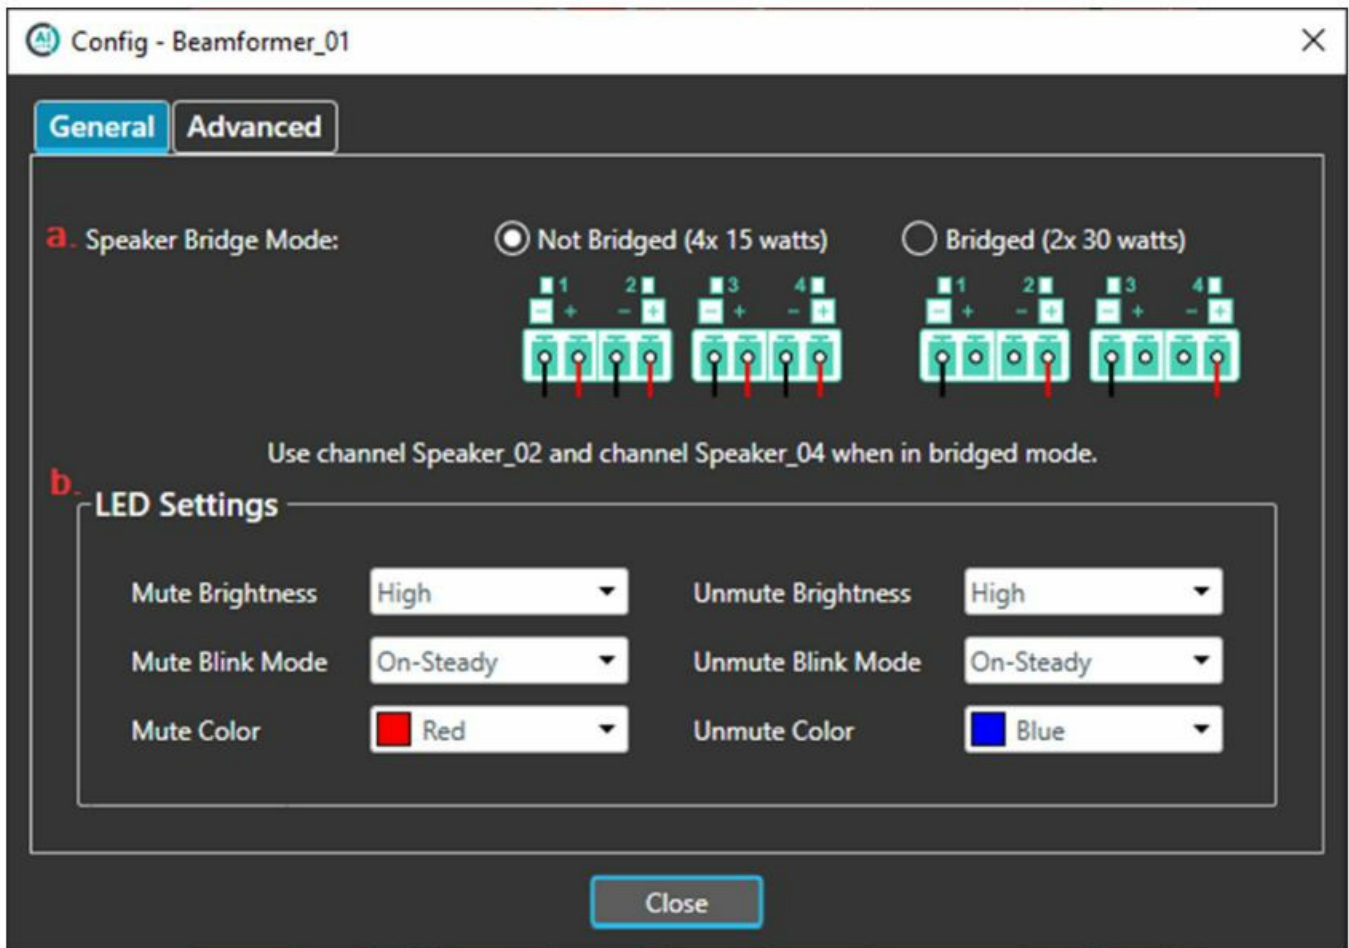 Config - Beamformer_01
General Advanced
a. Speaker Bridge Mode: Not Bridged (4x 15 watts) Bridged (2x 30 watts)
1 2 3 4 1 2 3 4
- + - + - + - + - + - + - + - +
Use channel Speaker_02 and channel Speaker_04 when in bridged mode.
b.
LED Settings
Mute Brightness High Unmute Brightness High
Mute Blink Mode On-Steady Unmute Blink Mode On-Steady
Mute Color Red Unmute Color Blue
Close